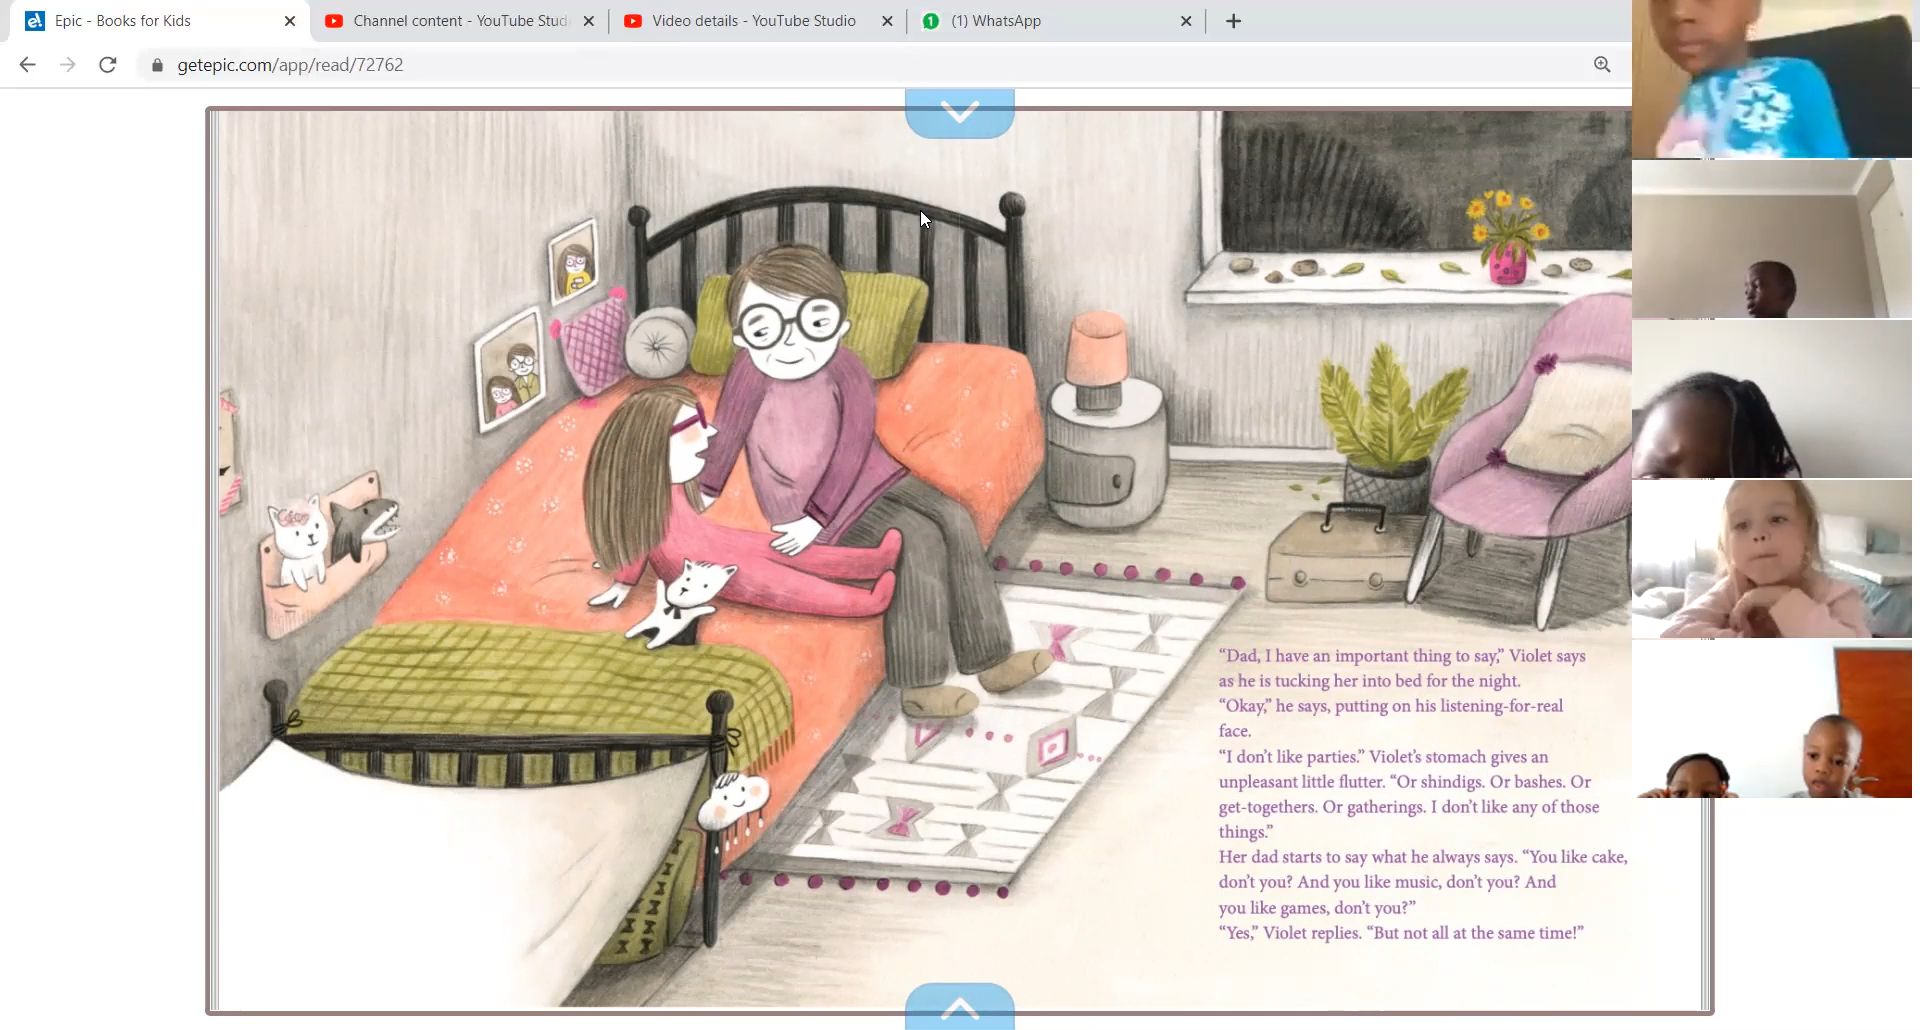 Epic - Books for Kids
Channel content - YouTube Stud
Video details - YouTube Studio
1 (1) WhatsApp
getepic.com/app/read/72762
“Dad, I have an important thing to say,” Violet says
as he is tucking her into bed for the night.
“Okay,” he says, putting on his listening-for-real
face.
“I don’t like parties.” Violet’s stomach gives an
unpleasant little flutter. “Or shindigs. Or bashes. Or
get-togethers. Or gatherings. I don’t like any of those
things.”
Her dad starts to say what he always says. “You like cake,
don’t you? And you like music, don’t you? And
you like games, don’t you?”
“Yes,” Violet replies. “But not all at the same time!”